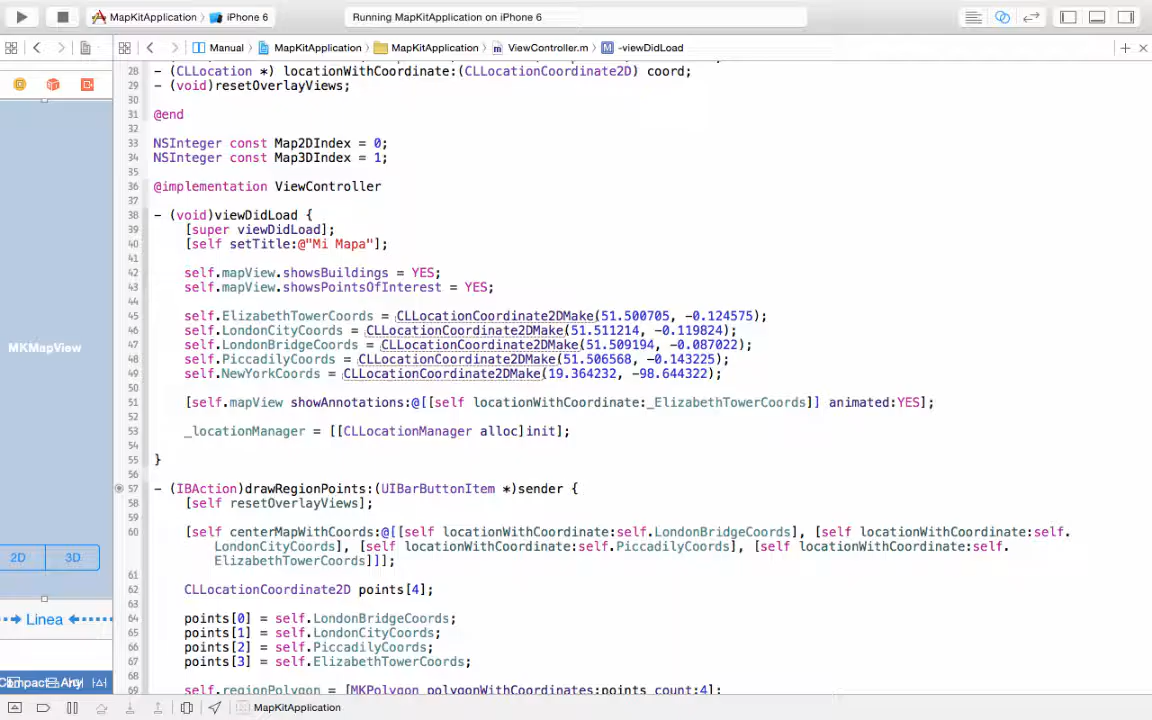 MapKitApplication > iPhone 6
Running MapKitApplication on iPhone 6
Manual > MapKitApplication > MapKitApplication > ViewController.m > -viewDidLoad
28 - (CLLocation *) locationWithCoordinate:(CLLocationCoordinate2D) coord;
29 - (void)resetOverlayViews;
30
31 @end
32
33 NSInteger const Map2DIndex = 0;
34 NSInteger const Map3DIndex = 1;
35
36 @implementation ViewController
37
38 - (void)viewDidLoad {
39 [super viewDidLoad];
40 [self setTitle:@"Mi Mapa"];
41
42 self.mapView.showsBuildings = YES;
43 self.mapView.showsPointsOfInterest = YES;
44
45 self.ElizabethTowerCoords = CLLocationCoordinate2DMake(51.500705, -0.124575);
46 self.LondonCityCoords = CLLocationCoordinate2DMake(51.511214, -0.119824);
47 self.LondonBridgeCoords = CLLocationCoordinate2DMake(51.509194, -0.087022);
48 self.PiccadilyCoords = CLLocationCoordinate2DMake(51.506568, -0.143225);
49 self.NewYorkCoords = CLLocationCoordinate2DMake(19.364232, -98.644322);
50
51 [self.mapView showAnnotations:@[[self locationWithCoordinate:_ElizabethTowerCoords]] animated:YES];
52
53 _locationManager = [[CLLocationManager alloc]init];
54
55 }
56
57 - (IBAction)drawRegionPoints:(UIBarButtonItem *)sender {
58 [self resetOverlayViews];
59
60 [self centerMapWithCoords:@[[self locationWithCoordinate:self.LondonBridgeCoords], [self locationWithCoordinate:self.
LondonCityCoords], [self locationWithCoordinate:self.PiccadilyCoords], [self locationWithCoordinate:self.
ElizabethTowerCoords]]];
61
62 CLLocationCoordinate2D points[4];
63
64 points[0] = self.LondonBridgeCoords;
65 points[1] = self.LondonCityCoords;
66 points[2] = self.PiccadilyCoords;
67 points[3] = self.ElizabethTowerCoords;
68
69 self.regionPolygon = [MKPolygon polygonWithCoordinates:points count:4];
MKMapView
2D 3D
Linea
MapKitApplication